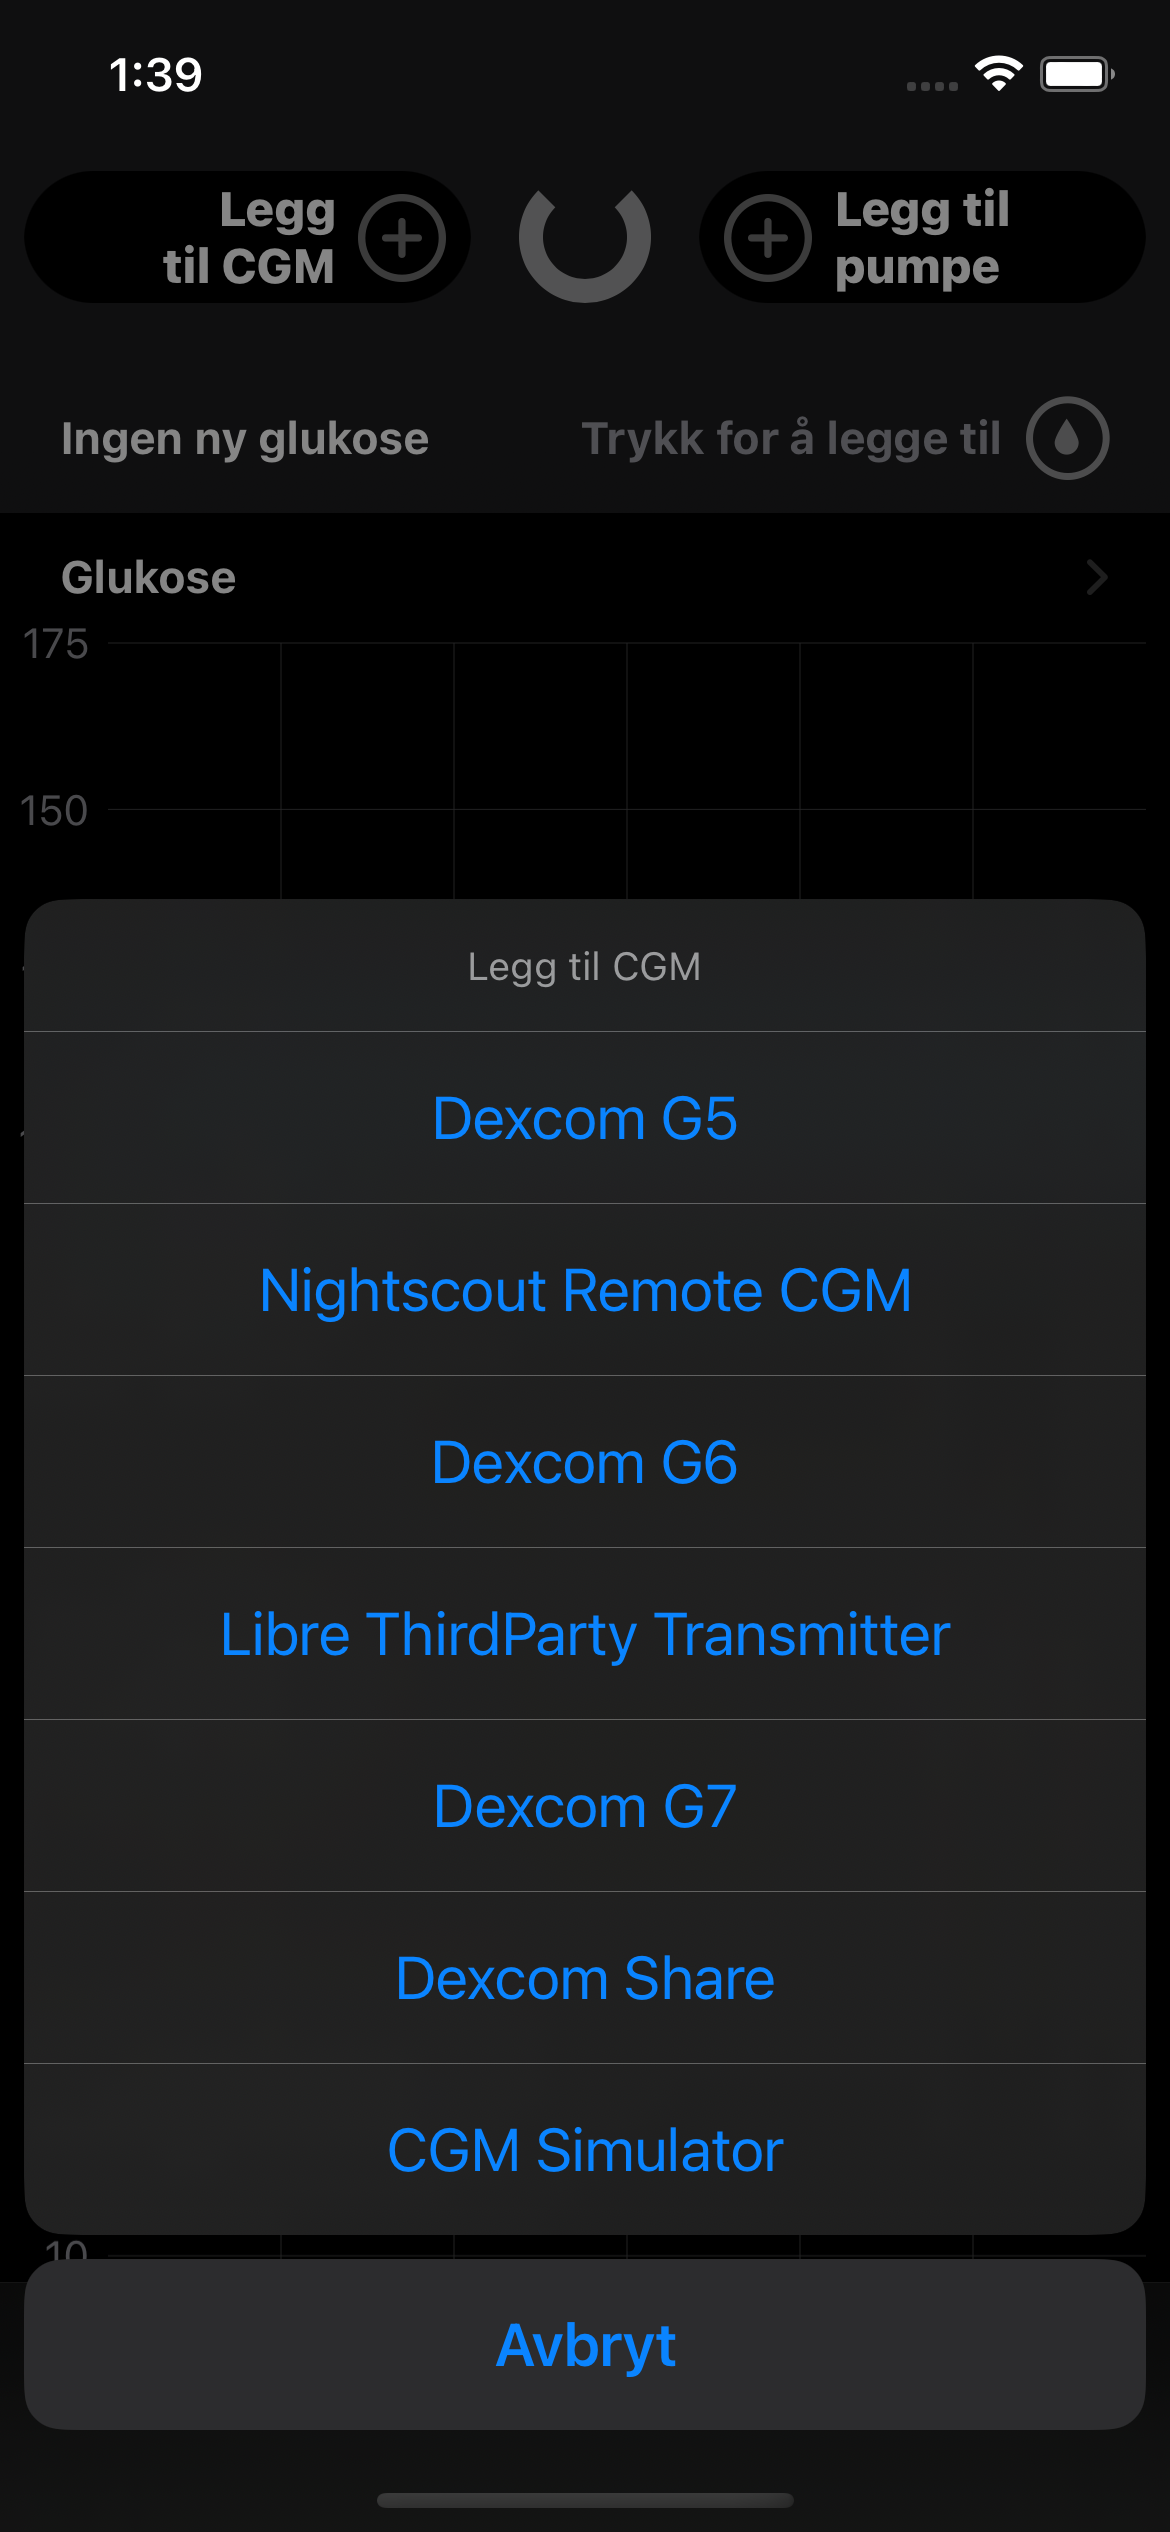 1:39
Legg
til CGM
Legg til
pumpe
Ingen ny glukose
Trykk for å legge til
Glukose
175
150
Legg til CGM
Dexcom G5
Nightscout Remote CGM
Dexcom G6
Libre ThirdParty Transmitter
Dexcom G7
Dexcom Share
CGM Simulator
10
Avbryt